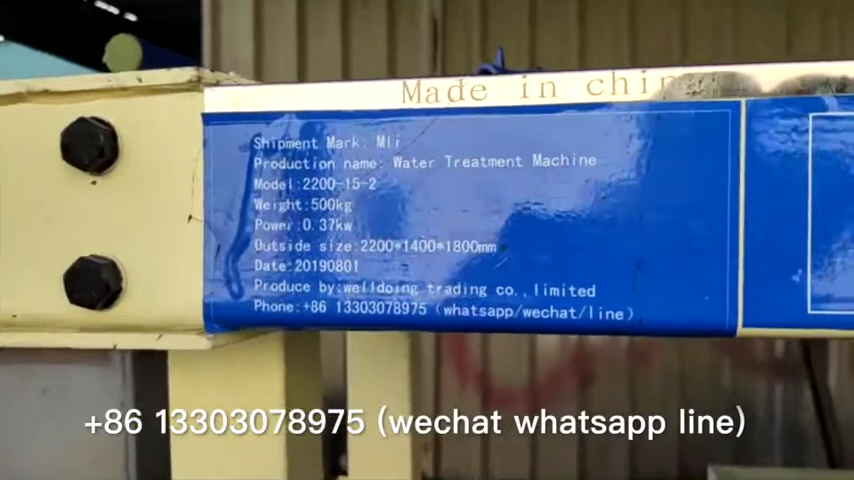 Made in china
Shipment Mark: Mli
Production name: Water Treatment Machine
Model:2200-15-2
Weight:500kg
Power:0.37kw
Outside size:2200*1400*1800mm
Date:20190801
Produce by:welldoing trading co.,limited
Phone:+86 13303078975 (whatsapp/wechat/line)
+86 13303078975 (wechat whatsapp line)